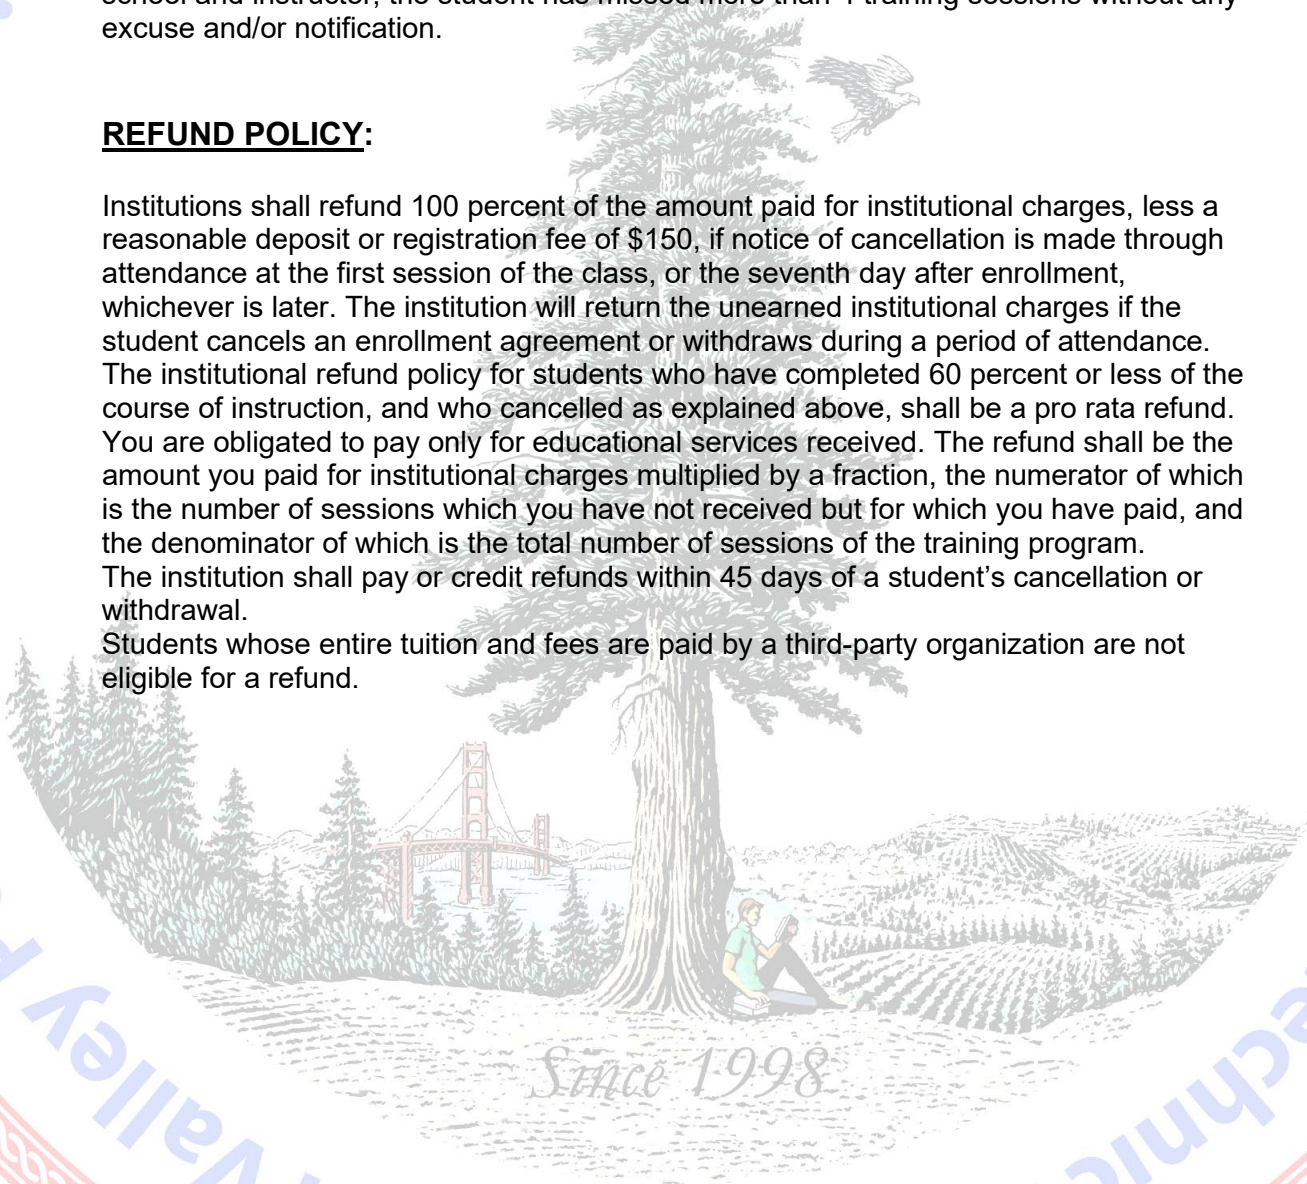 excuse and/or notification.
REFUND POLICY:
Institutions shall refund 100 percent of the amount paid for institutional charges, less a
reasonable deposit or registration fee of $150, if notice of cancellation is made through
attendance at the first session of the class, or the seventh day after enrollment,
whichever is later. The institution will return the unearned institutional charges if the
student cancels an enrollment agreement or withdraws during a period of attendance.
The institutional refund policy for students who have completed 60 percent or less of the
course of instruction, and who cancelled as explained above, shall be a pro rata refund.
You are obligated to pay only for educational services received. The refund shall be the
amount you paid for institutional charges multiplied by a fraction, the numerator of which
is the number of sessions which you have not received but for which you have paid, and
the denominator of which is the total number of sessions of the training program.
The institution shall pay or credit refunds within 45 days of a student’s cancellation or
withdrawal.
Students whose entire tuition and fees are paid by a third-party organization are not
eligible for a refund.
Since 1998
Valley